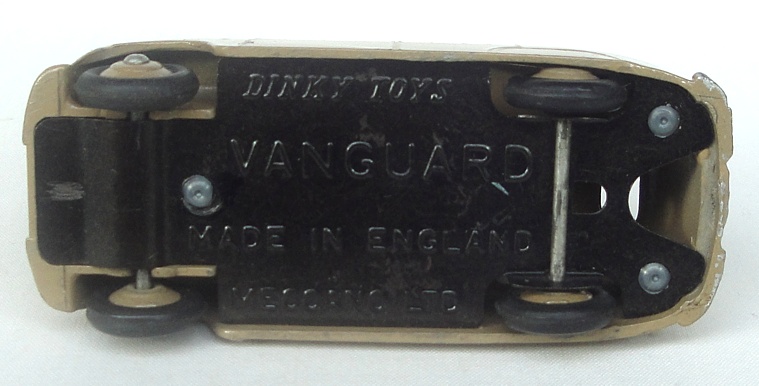 DINKY TOYS
VANGUARD
MADE IN ENGLAND
MECCANO LTD